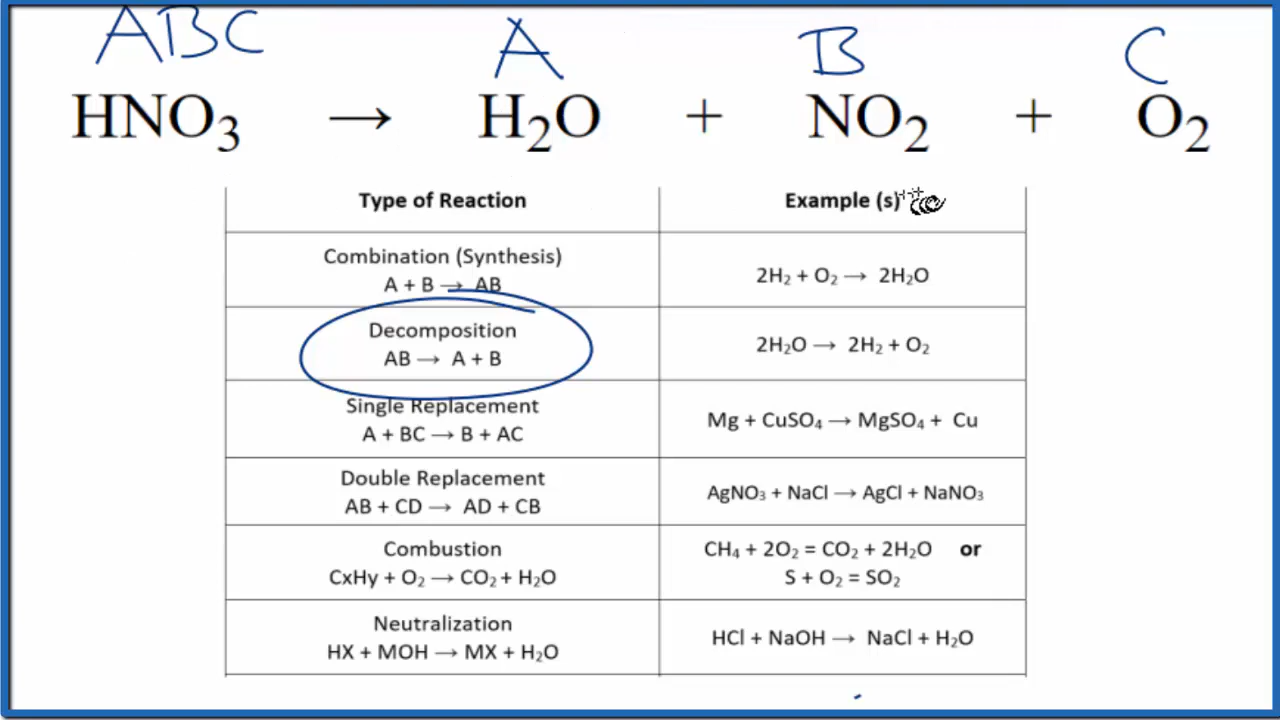 ABC A B C
HNO₃ → H₂O + NO₂ + O₂
Type of Reaction Example (s)
Combination (Synthesis)
A + B → AB
2H₂ + O₂ → 2H₂O
Decomposition
AB → A + B
2H₂O → 2H₂ + O₂
Single Replacement
A + BC → B + AC
Mg + CuSO₄ → MgSO₄ + Cu
Double Replacement
AB + CD → AD + CB
AgNO₃ + NaCl → AgCl + NaNO₃
Combustion
CxHy + O₂ → CO₂ + H₂O
CH₄ + 2O₂ = CO₂ + 2H₂O or
S + O₂ = SO₂
Neutralization
HX + MOH → MX + H₂O
HCl + NaOH → NaCl + H₂O